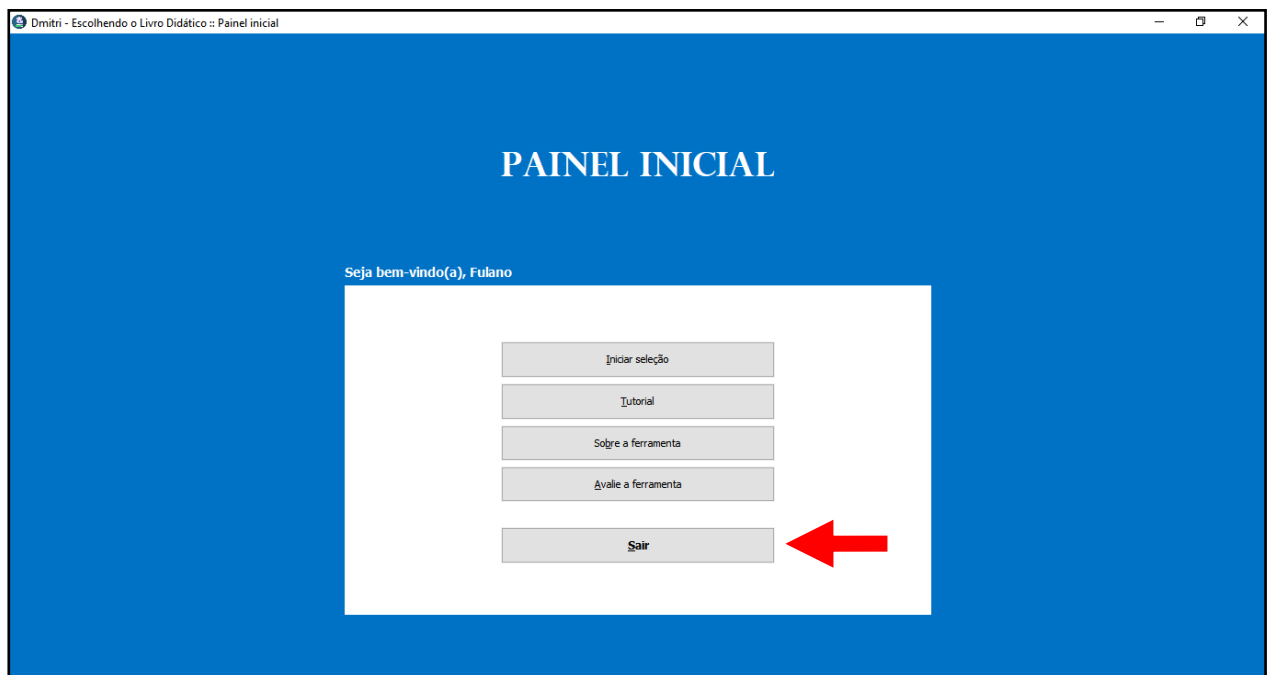 Dmitri - Escolhendo o Livro Didático :: Painel inicial
PAINEL INICIAL
Seja bem-vindo(a), Fulano
Iniciar seleção
Tutorial
Sobre a ferramenta
Avalie a ferramenta
Sair